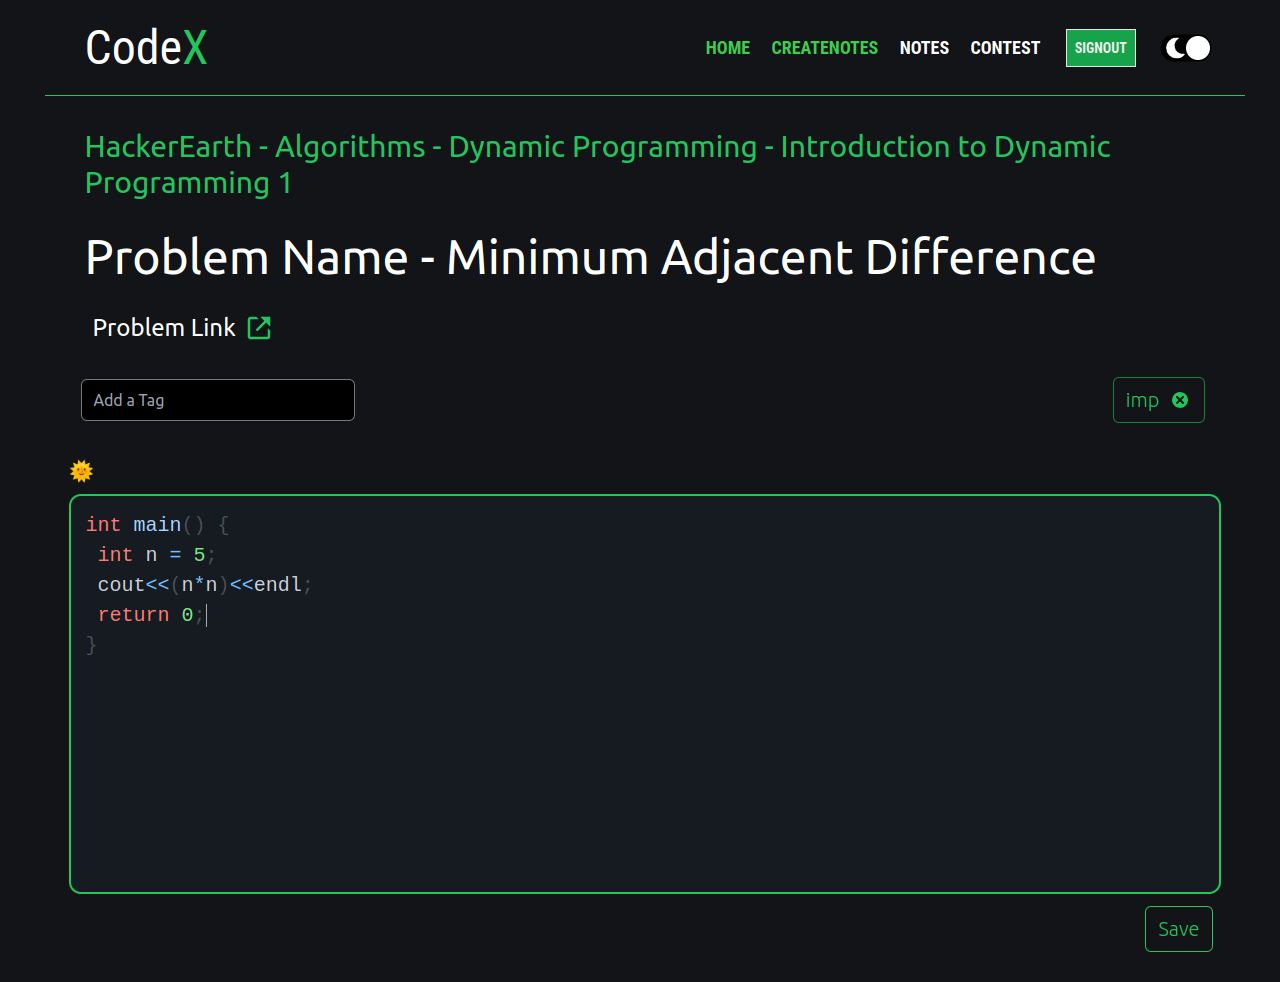 CodeX
HOME CREATENOTES NOTES CONTEST SIGNOUT
HackerEarth - Algorithms - Dynamic Programming - Introduction to Dynamic
Programming 1
Problem Name - Minimum Adjacent Difference
Problem Link
Add a Tag
imp
int main() {
 int n = 5;
 cout<<(n*n)<<endl;
 return 0;
}
Save